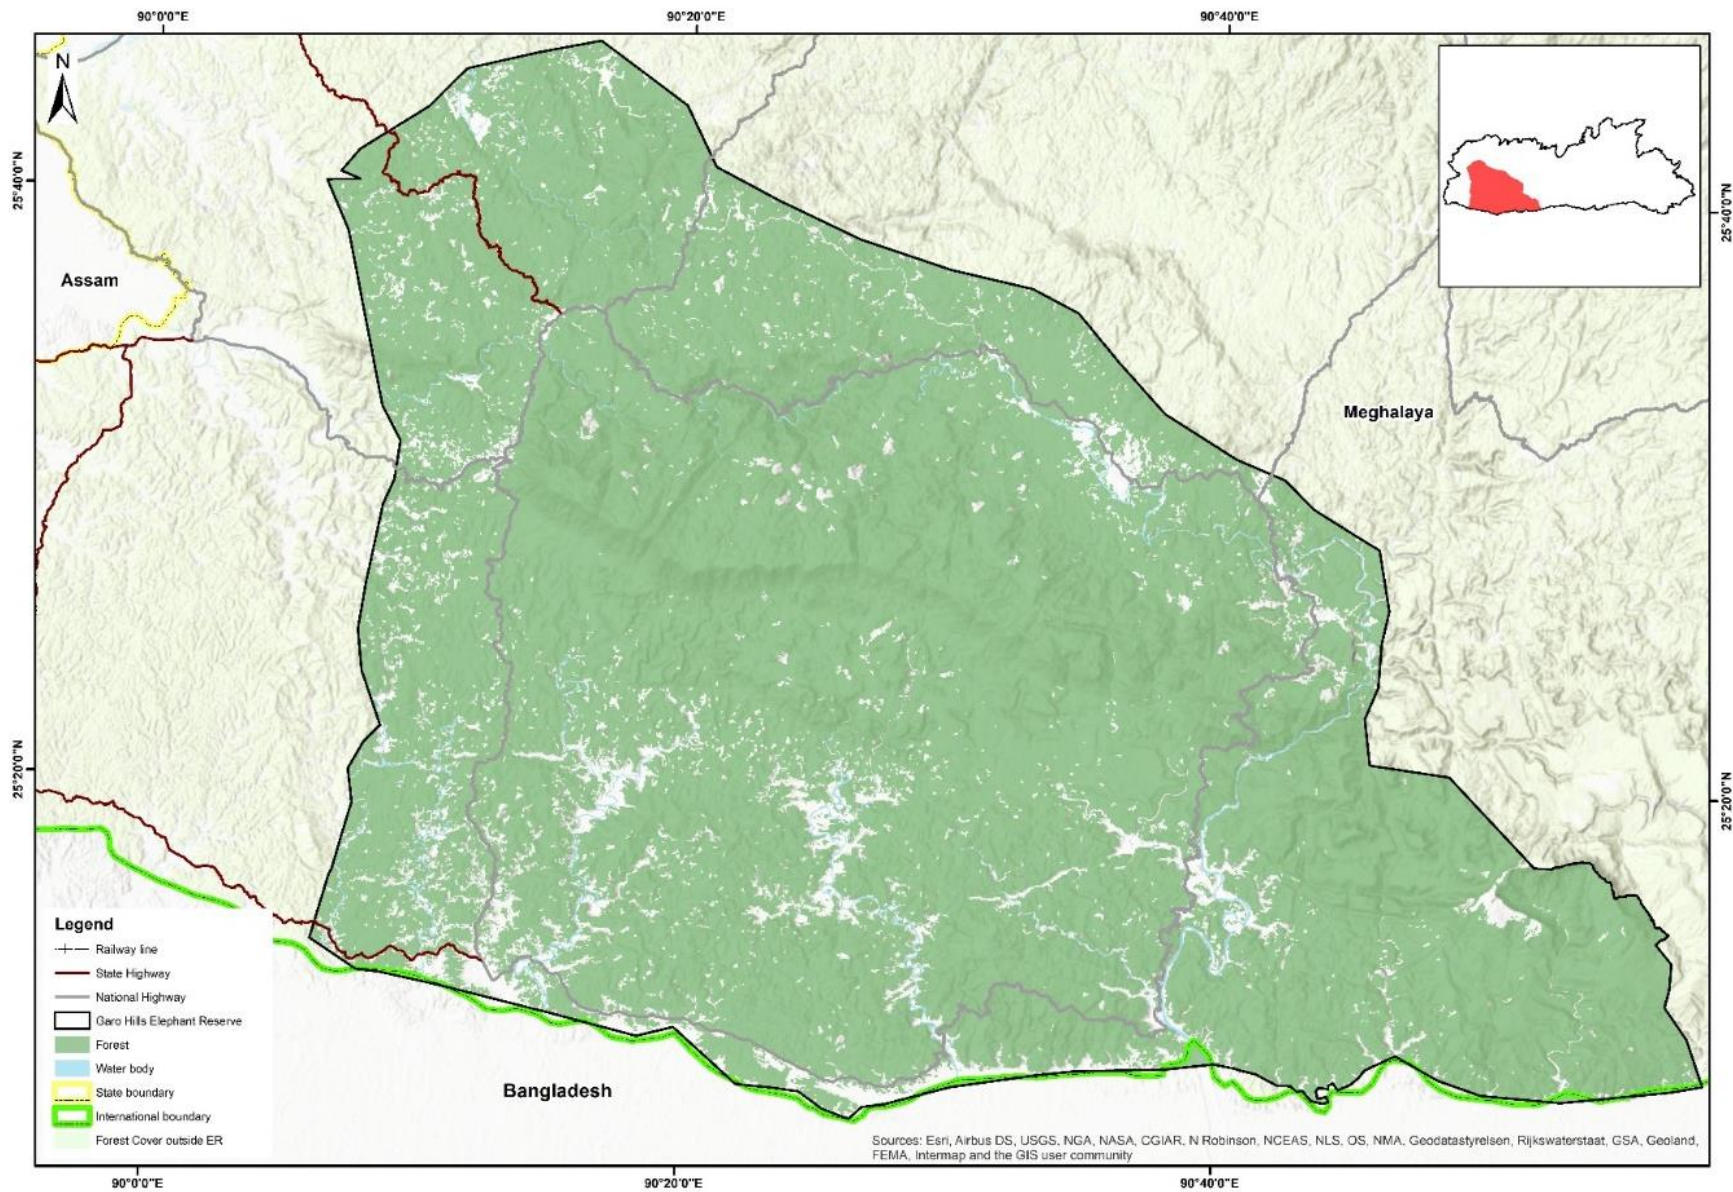 90°0'0"E
90°20'0"E
90°40'0"E
N
25°40'0"N
25°40'0"N
Assam
Meghalaya
25°20'0"N
25°20'0"N
Legend
Railway line
State Highway
National Highway
Garo Hills Elephant Reserve
Forest
Water body
State boundary
International boundary
Forest Cover outside ER
Bangladesh
Sources: Esri, Airbus DS, USGS, NGA, NASA, CGIAR, N Robinson, NCEAS, NLS, OS, NMA, Geodatastyrelsen, Rijkswaterstaat, GSA, Geoland,
FEMA, Intermap and the GIS user community
90°0'0"E
90°20'0"E
90°40'0"E